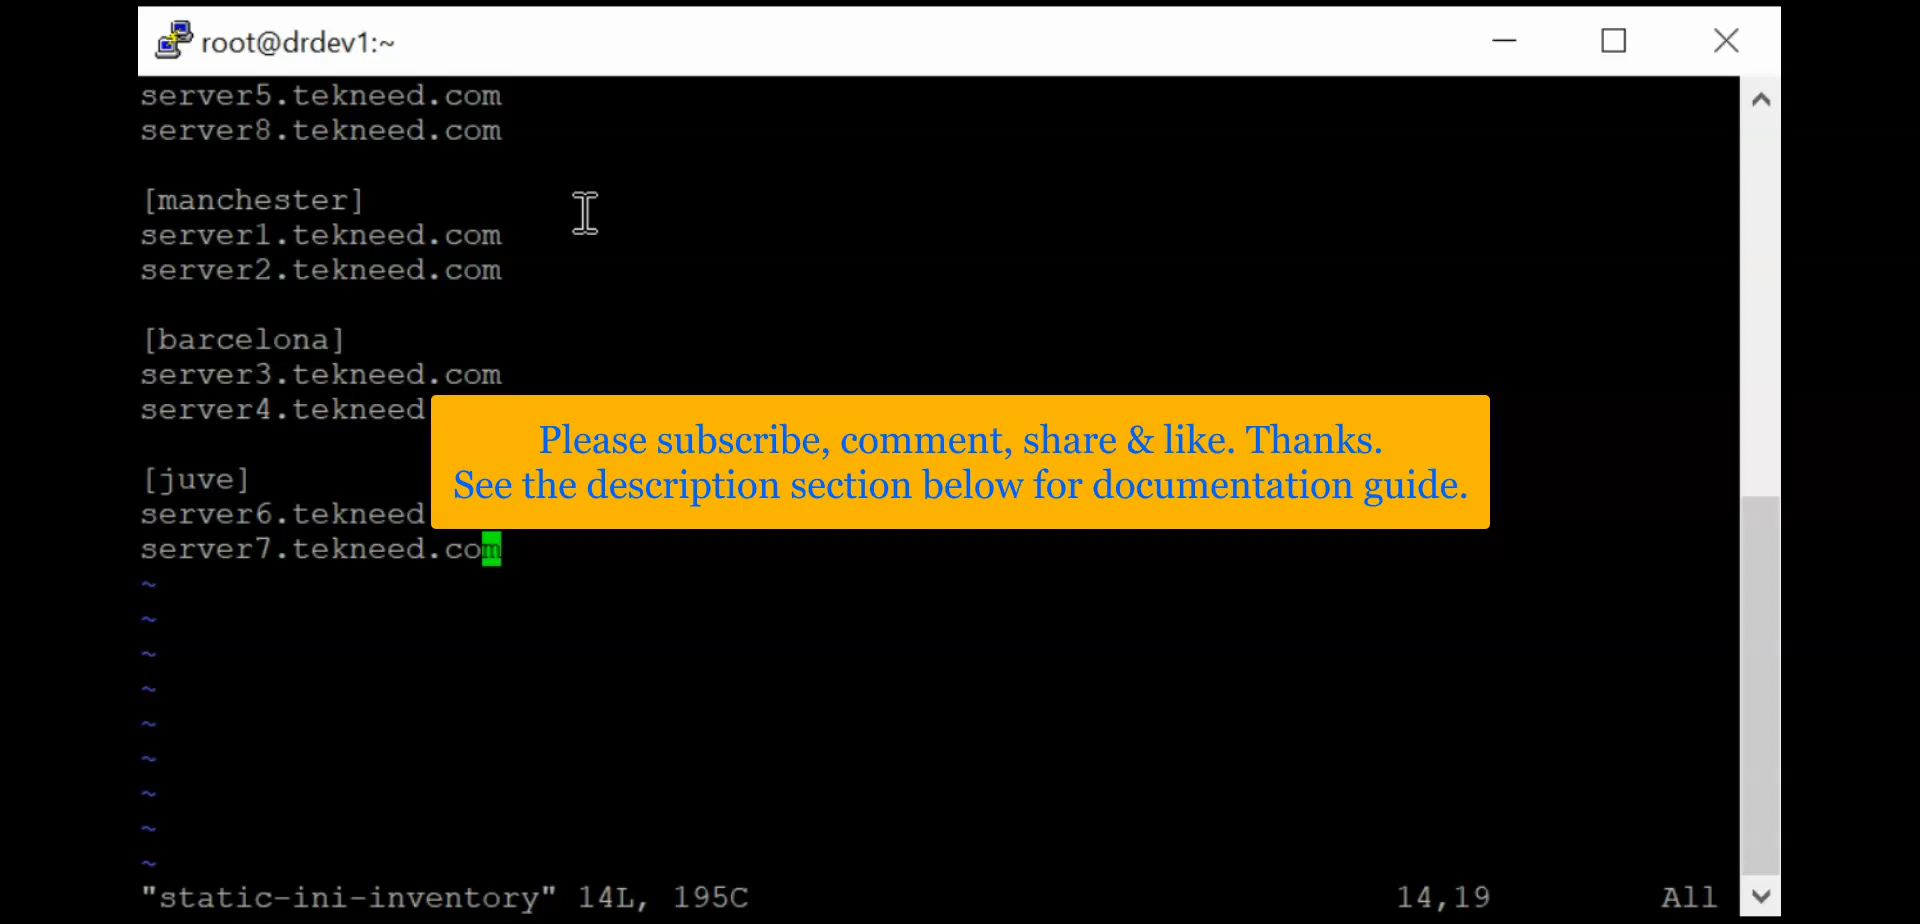 root@drdev1:~
server5.tekneed.com
server8.tekneed.com
[manchester]
server1.tekneed.com
server2.tekneed.com
[barcelona]
server3.tekneed.com
server4.tekneed
Please subscribe, comment, share & like. Thanks.
See the description section below for documentation guide.
[juve]
server6.tekneed.
server7.tekneed.com
~
~
~
~
~
~
~
~
~
"static-ini-inventory" 14L, 195C 14,19 All